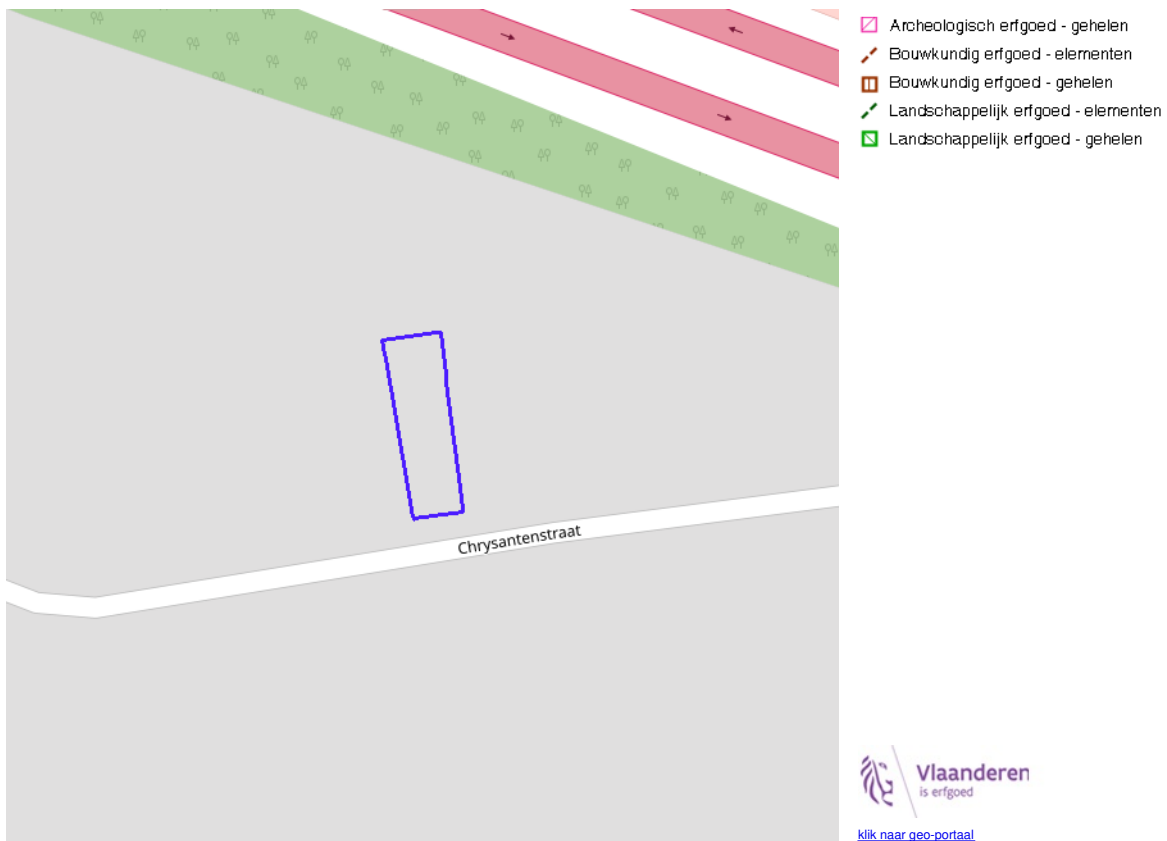 Archeologisch erfgoed - gehelen
Bouwkundig erfgoed - elementen
Bouwkundig erfgoed - gehelen
Landschappelijk erfgoed - elementen
Landschappelijk erfgoed - gehelen
Chrysantenstraat
Vlaanderen
is erfgoed
klik naar geo-portaal